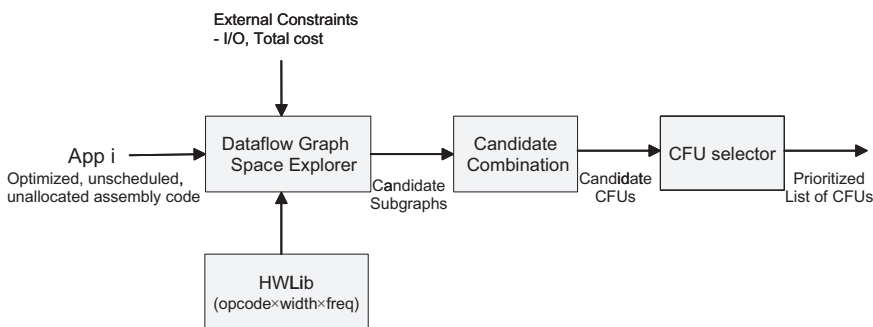 External Constraints
- I/O, Total cost
App i
Optimized, unscheduled,
unallocated assembly code
Dataflow Graph
Space Explorer
Candidate
Subgraphs
Candidate
Combination
Candidate
CFUs
CFU selector
Prioritized
List of CFUs
HWLib
(opcode×width×freq)